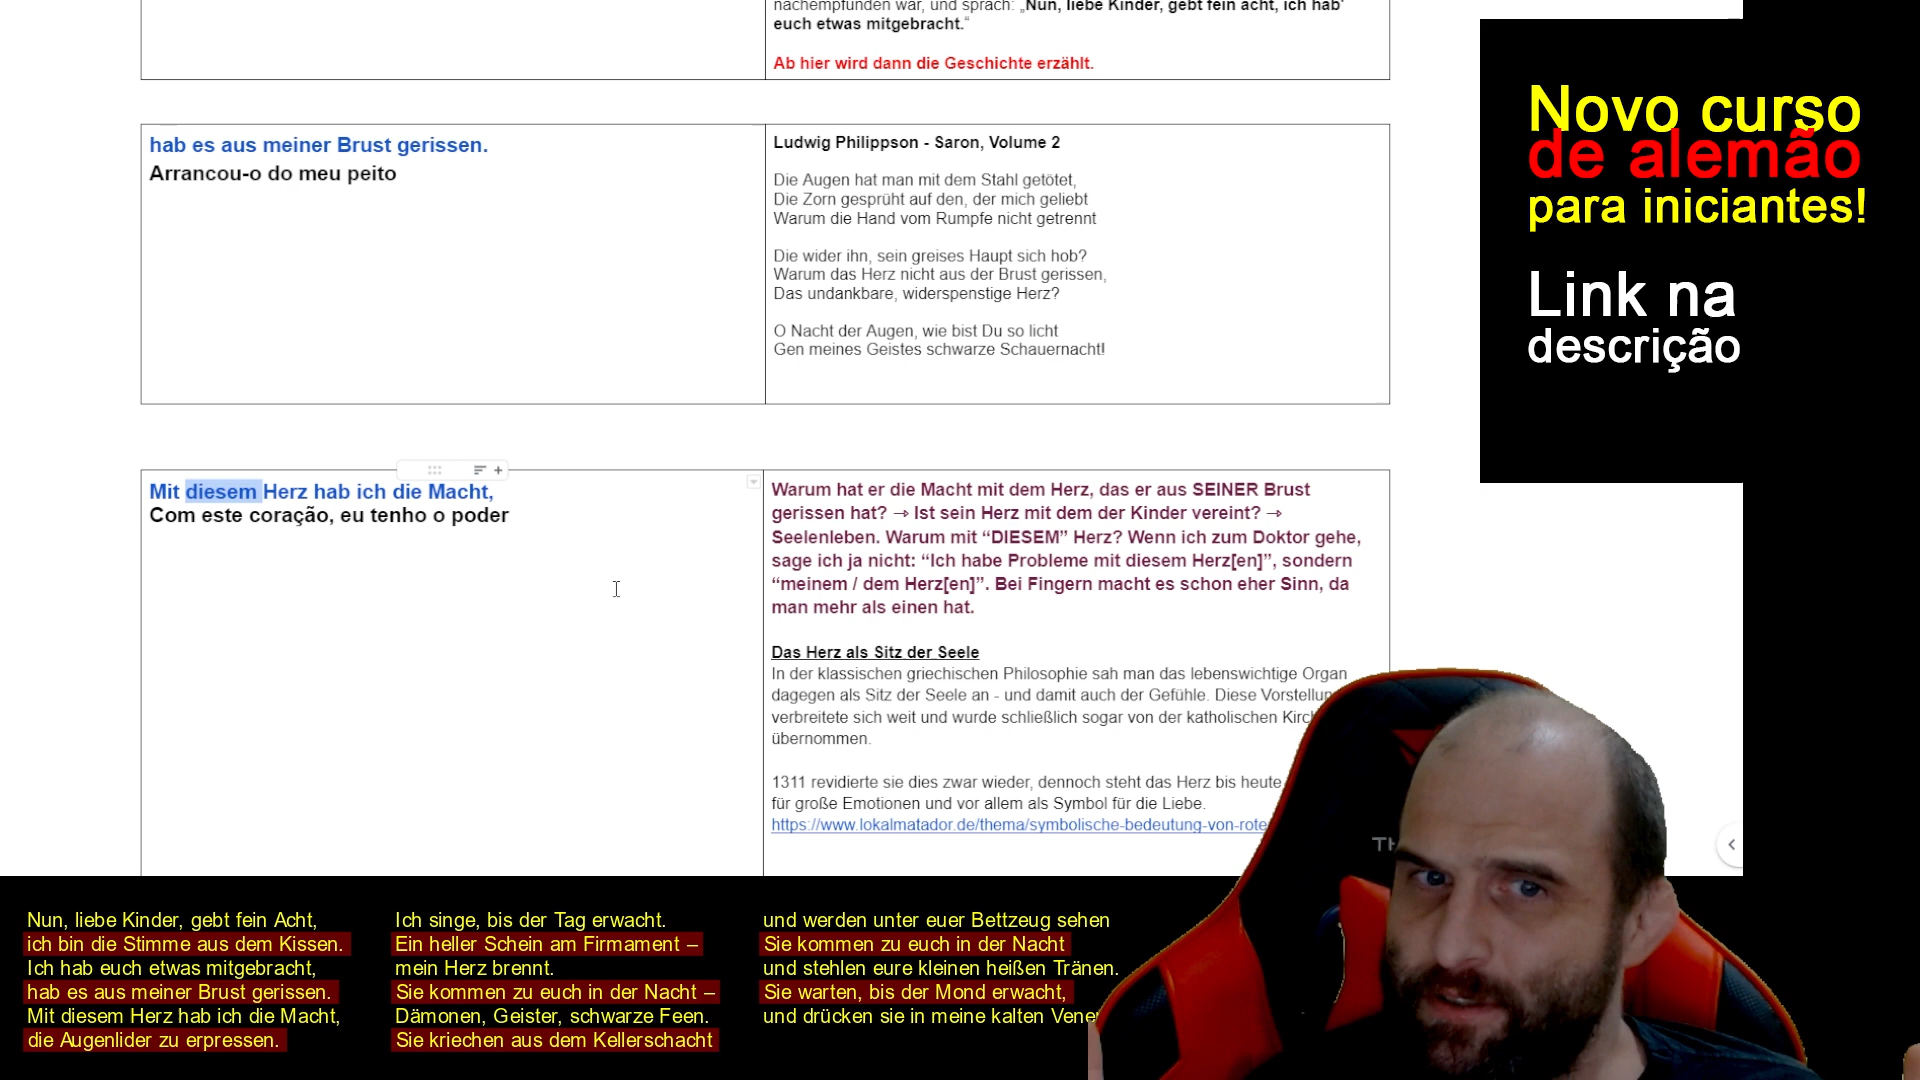 nachempfunden war, und sprach: „Nun, liebe Kinder, gebt fein acht, ich hab'
euch etwas mitgebracht.“
Ab hier wird dann die Geschichte erzählt.
hab es aus meiner Brust gerissen.
Arrancou-o do meu peito
Ludwig Philippson - Saron, Volume 2
Die Augen hat man mit dem Stahl getötet,
Die Zorn gesprüht auf den, der mich geliebt
Warum die Hand vom Rumpfe nicht getrennt
Die wider ihn, sein greises Haupt sich hob?
Warum das Herz nicht aus der Brust gerissen,
Das undankbare, widerspenstige Herz?
O Nacht der Augen, wie bist Du so licht
Gen meines Geistes schwarze Schauernacht!
Mit diesem Herz hab ich die Macht,
Com este coração, eu tenho o poder
Warum hat er die Macht mit dem Herz, das er aus SEINER Brust
gerissen hat? → Ist sein Herz mit dem der Kinder vereint? →
Seelenleben. Warum mit “DIESEM” Herz? Wenn ich zum Doktor gehe,
sage ich ja nicht: “Ich habe Probleme mit diesem Herz[en]”, sondern
“meinem / dem Herz[en]”. Bei Fingern macht es schon eher Sinn, da
man mehr als einen hat.
Das Herz als Sitz der Seele
In der klassischen griechischen Philosophie sah man das lebenswichtige Organ
dagegen als Sitz der Seele an - und damit auch der Gefühle. Diese
verbreitete sich weit und wurde schließlich sogar von der katholischen
übernommen.
1311 revidierte sie dies zwar wieder, dennoch steht das Herz bis heute
für große Emotionen und vor allem als Symbol für die Liebe.
https://www.lokalmatador.de/thema/symbolische-bedeutung-von-rote
Novo curso
de alemão
para iniciantes!
Link na
descrição
Nun, liebe Kinder, gebt fein Acht,
ich bin die Stimme aus dem Kissen.
Ich hab euch etwas mitgebracht,
hab es aus meiner Brust gerissen.
Mit diesem Herz hab ich die Macht,
die Augenlider zu erpressen.
Ich singe, bis der Tag erwacht.
Ein heller Schein am Firmament –
mein Herz brennt.
Sie kommen zu euch in der Nacht –
Dämonen, Geister, schwarze Feen.
Sie kriechen aus dem Kellerschacht
und werden unter euer Bettzeug sehen
Sie kommen zu euch in der Nacht
und stehlen eure kleinen heißen Tränen.
Sie warten, bis der Mond erwacht,
und drücken sie in meine kalten